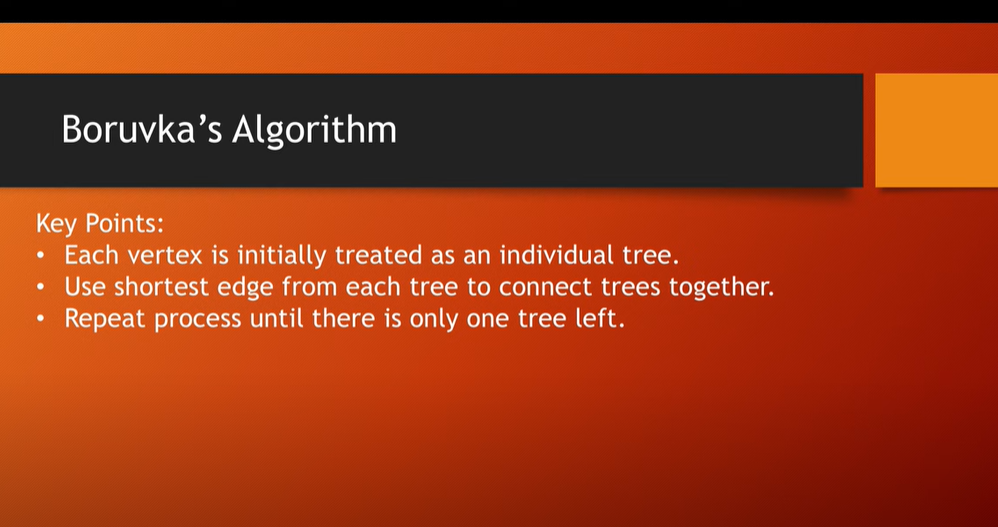 Boruvka’s Algorithm
Key Points:
• Each vertex is initially treated as an individual tree.
• Use shortest edge from each tree to connect trees together.
• Repeat process until there is only one tree left.